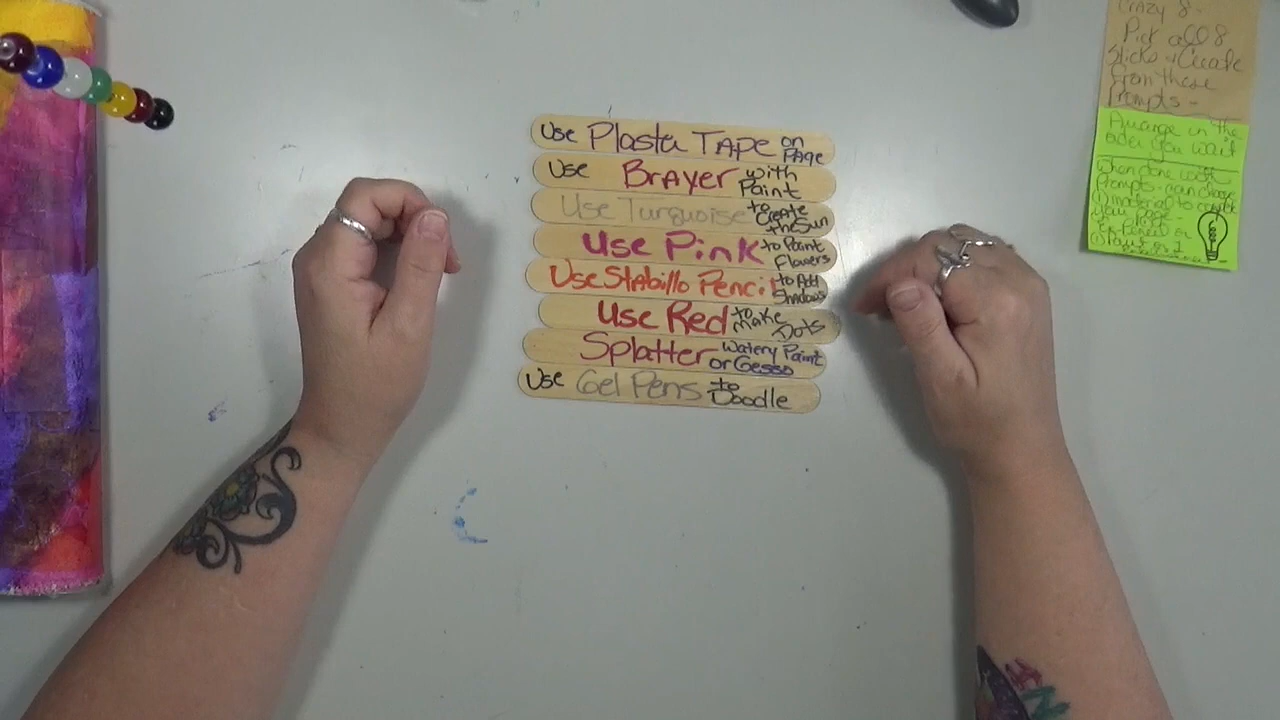 Use Plasta TAPE on PAge
Use BrAyer with Paint
Use Turquoise to Create the Sun
Use Pink to Paint Flowers
Use Stabillo Pencil to Add Shadows
Use Red to Make Dots
Splatter Watery Paint or Gesso
Use Gel Pens to Doodle
Crazy 8-
Pick all 8
Sticks + Create
from these
Prompts -
Arrange in the
order you want
When done with
Prompts - can choose
1) material to
your page